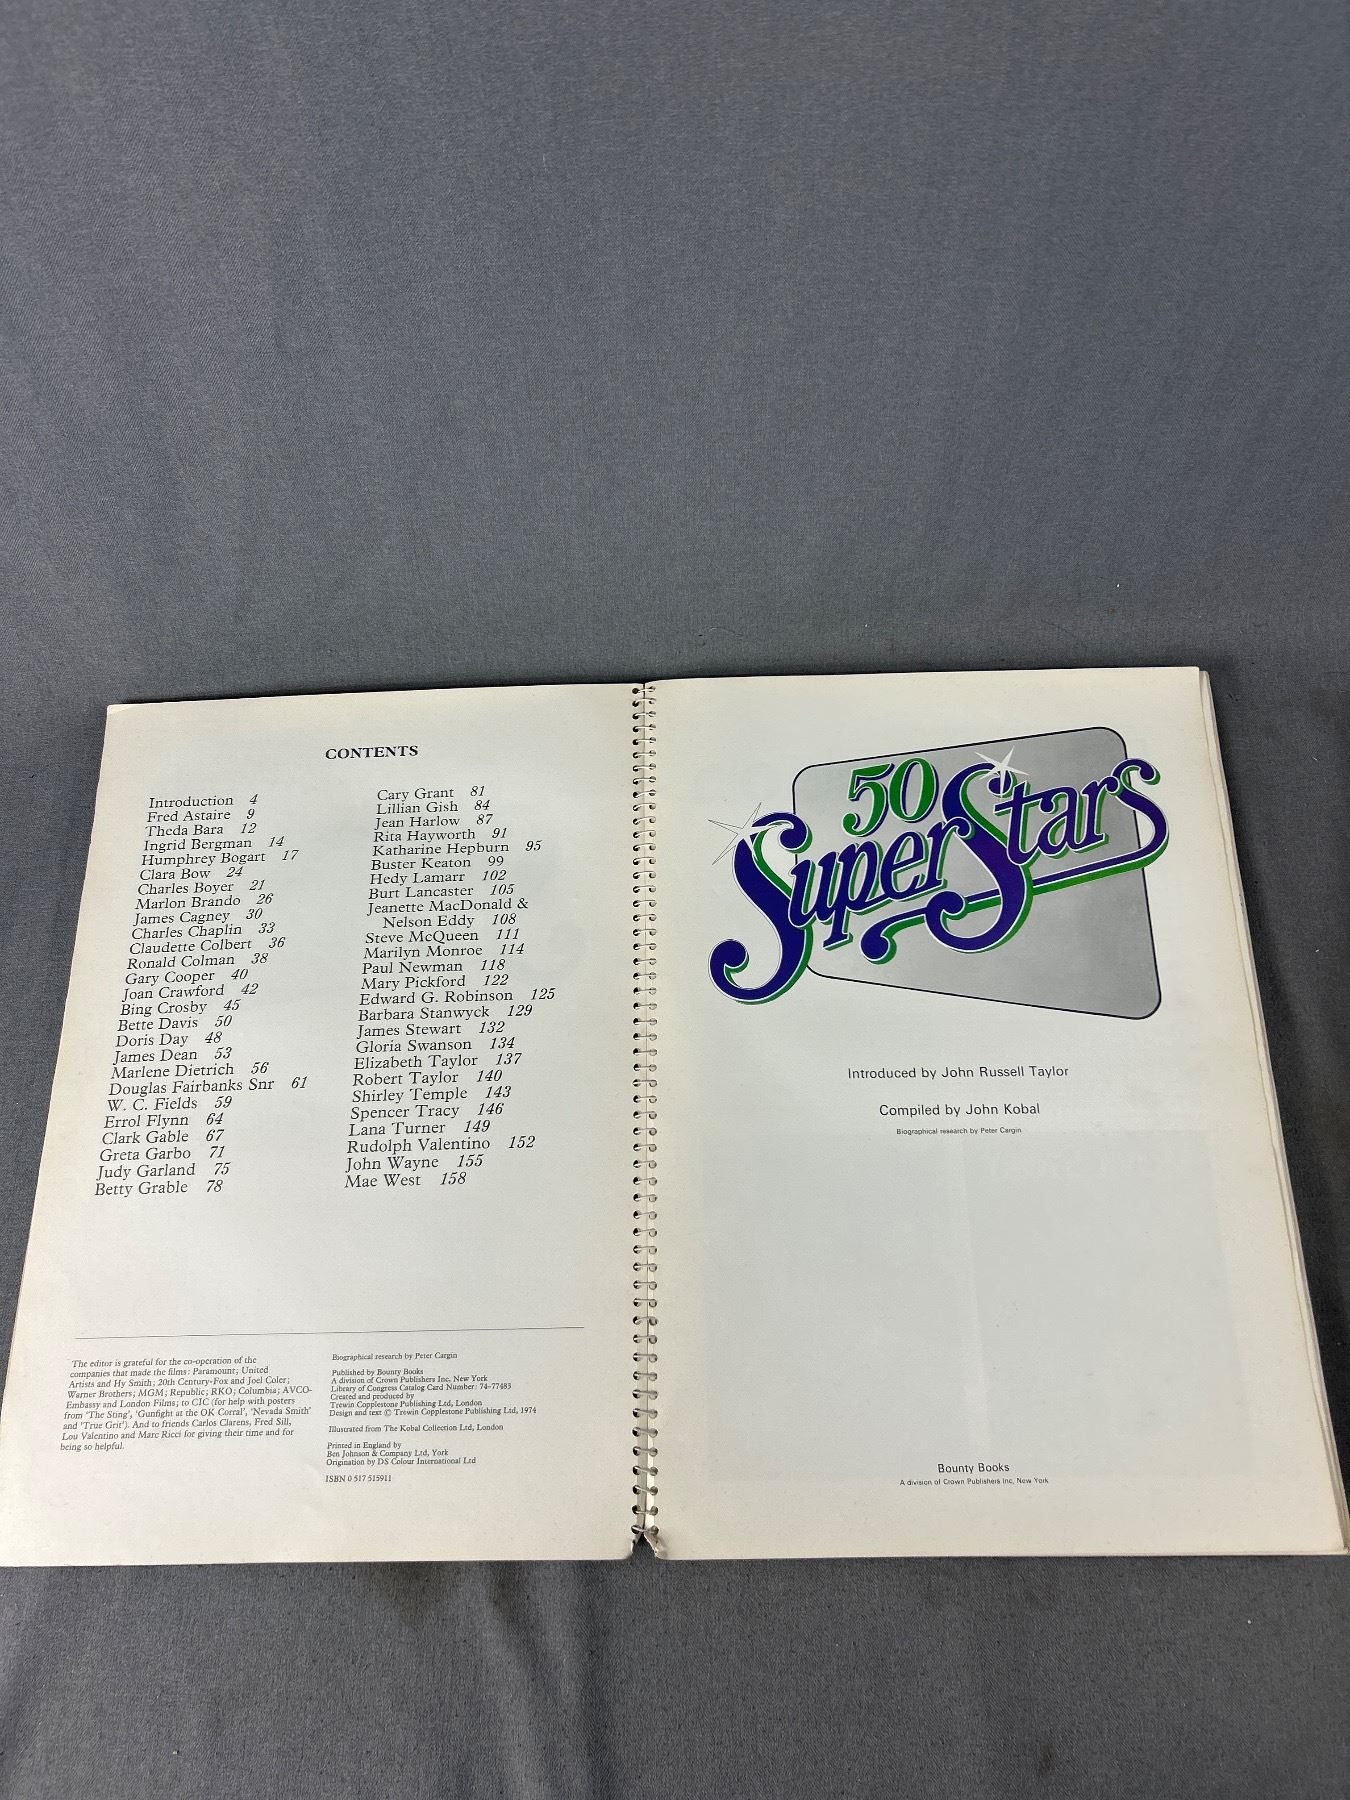 CONTENTS
Introduction 4
Fred Astaire 9
Theda Bara 12
Ingrid Bergman 14
Humphrey Bogart 17
Clara Bow 24
Charles Boyer 21
Marlon Brando 26
James Cagney 30
Charles Chaplin 33
Claudette Colbert 36
Ronald Colman 38
Gary Cooper 40
Joan Crawford 42
Bing Crosby 45
Bette Davis 50
Doris Day 48
James Dean 53
Marlene Dietrich 56
Douglas Fairbanks Snr 61
W. C. Fields 59
Errol Flynn 64
Clark Gable 67
Greta Garbo 71
Judy Garland 75
Betty Grable 78
Cary Grant 81
Lillian Gish 84
Jean Harlow 87
Rita Hayworth 91
Katharine Hepburn 95
Buster Keaton 99
Hedy Lamarr 102
Burt Lancaster 105
Jeanette MacDonald &
Nelson Eddy 108
Steve McQueen 111
Marilyn Monroe 114
Paul Newman 118
Mary Pickford 122
Edward G. Robinson 125
Barbara Stanwyck 129
James Stewart 132
Gloria Swanson 134
Elizabeth Taylor 137
Robert Taylor 140
Shirley Temple 143
Spencer Tracy 146
Lana Turner 149
Rudolph Valentino 152
John Wayne 155
Mae West 158
The editor is grateful for the co-operation of the
companies that made the films: Paramount; United
Artists and Hy Smith; 20th Century-Fox and Joel Coler;
Warner Brothers; MGM; Republic; RKO; Columbia; AVCO-
Embassy and London Films; to CIC (for help with posters
from 'The Sting', 'Gunfight at the OK Corral', 'Nevada Smith'
and 'True Grit'). And to friends Carlos Clarens, Fred Sill,
Lou Valentino and Marc Ricci for giving their time and for
being so helpful.
Biographical research by Peter Cargin
Published by Bounty Books
A division of Crown Publishers Inc, New York
Library of Congress Catalog Card Number: 74-77483
Created and produced by
Trewin Copplestone Publishing Ltd, London
Design and text © Trewin Copplestone Publishing Ltd, 1974
Illustrated from The Kobal Collection Ltd, London
Printed in England by
Ben Johnson & Company Ltd, York
Origination by DS Colour International Ltd
ISBN 0 517 515911
50
SuperStars
Introduced by John Russell Taylor
Compiled by John Kobal
Biographical research by Peter Cargin
Bounty Books
A division of Crown Publishers Inc, New York